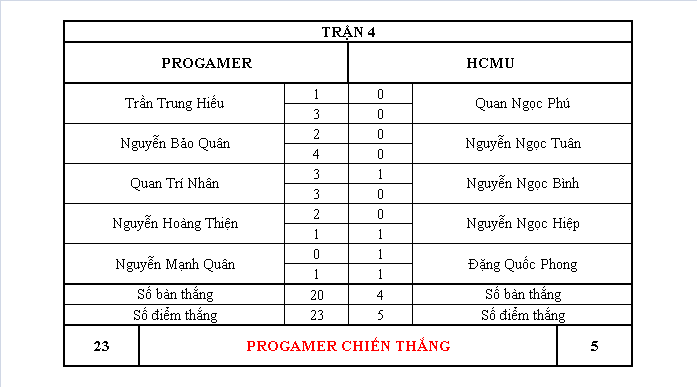 TRẬN 4
PROGAMER HCMU
Trần Trung Hiếu 1 0 Quan Ngọc Phú
3 0
Nguyễn Bảo Quân 2 0 Nguyễn Ngọc Tuân
4 0
Quan Trí Nhân 3 1 Nguyễn Ngọc Bình
3 0
Nguyễn Hoàng Thiện 2 0 Nguyễn Ngọc Hiệp
1 1
Nguyễn Mạnh Quân 0 1 Đặng Quốc Phong
1 1
Số bàn thắng 20 4 Số bàn thắng
Số điểm thắng 23 5 Số điểm thắng
23 PROGAMER CHIẾN THẮNG 5